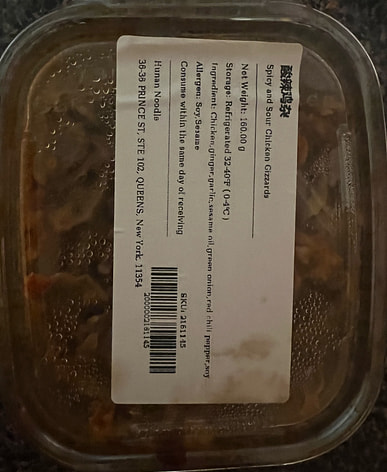 酸辣鸡杂
Spicy and Sour Chicken Gizzards
Net Weight: 160.00 g
Storage: Refrigerated 32-40°F (0-4°C)
Ingredient: Chicken,ginger,garlic,sesame oil,green onion,red chili pepper,soy
Allergen: Soy,Sesame
Consume within the same day of receiving
SKU: 2161145
2000002161145
Hunan Noodle
36-36 PRINCE ST, STE 102, QUEENS, New York, 11354